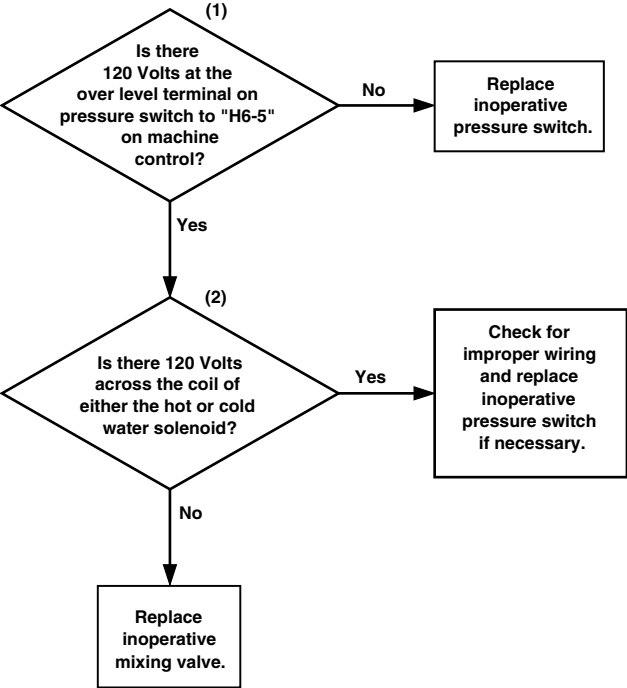 (1)
Is there
120 Volts at the
over level terminal on
pressure switch to "H6-5"
on machine
control?
No
Replace
inoperative
pressure switch.
Yes
(2)
Is there 120 Volts
across the coil of
either the hot or cold
water solenoid?
Yes
Check for
improper wiring
and replace
inoperative
pressure switch
if necessary.
No
Replace
inoperative
mixing valve.